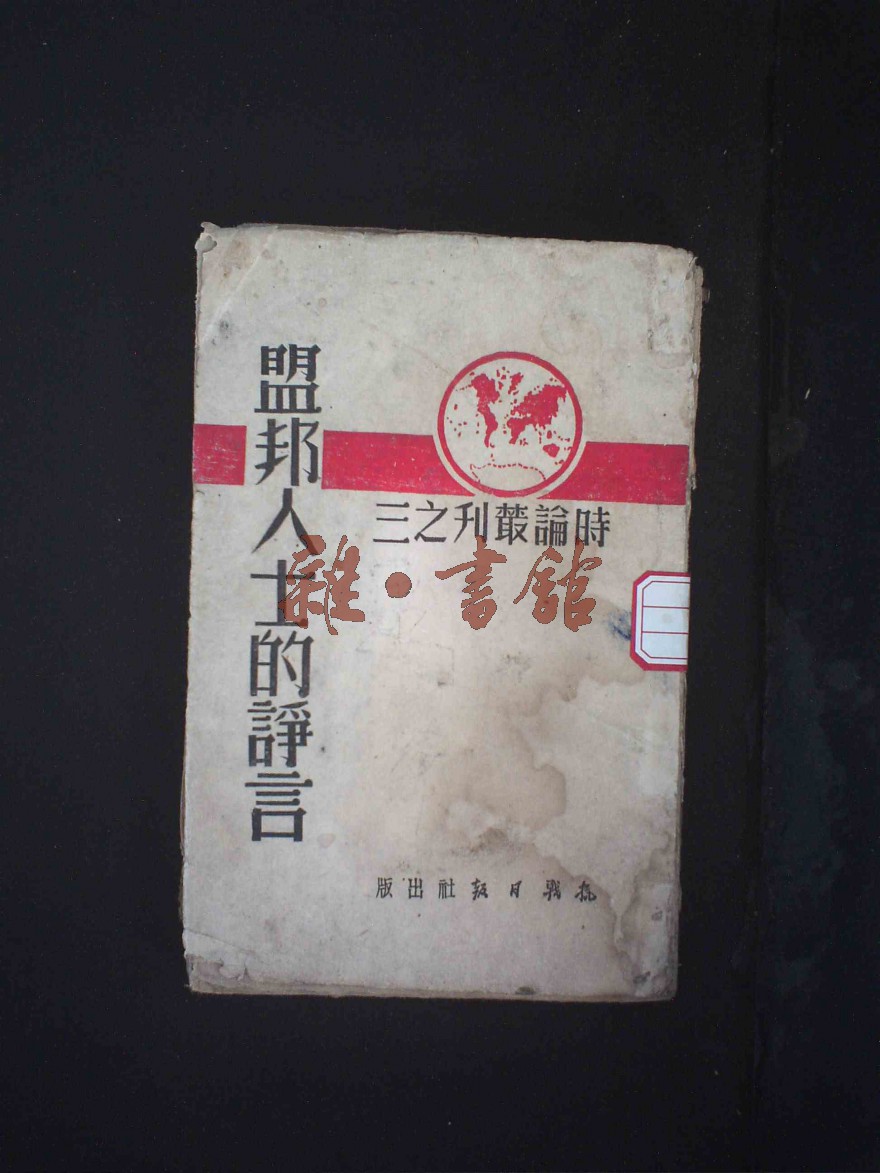 盟邦人士的諍言
時論叢刊之三
雜·書館
抗戰日報社出版